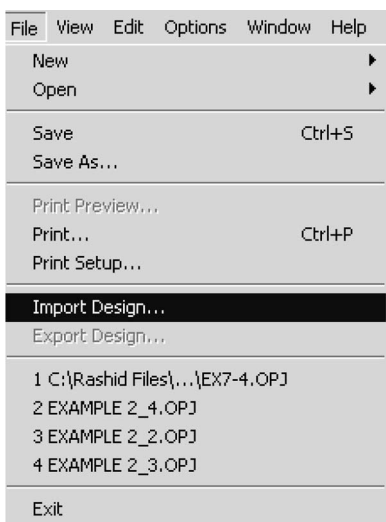 File View Edit Options Window Help
New
Open
Save Ctrl+S
Save As...
Print Preview...
Print... Ctrl+P
Print Setup...
Import Design...
Export Design...
1 C:\Rashid Files\...\EX7-4.OPJ
2 EXAMPLE 2_4.OPJ
3 EXAMPLE 2_2.OPJ
4 EXAMPLE 2_3.OPJ
Exit